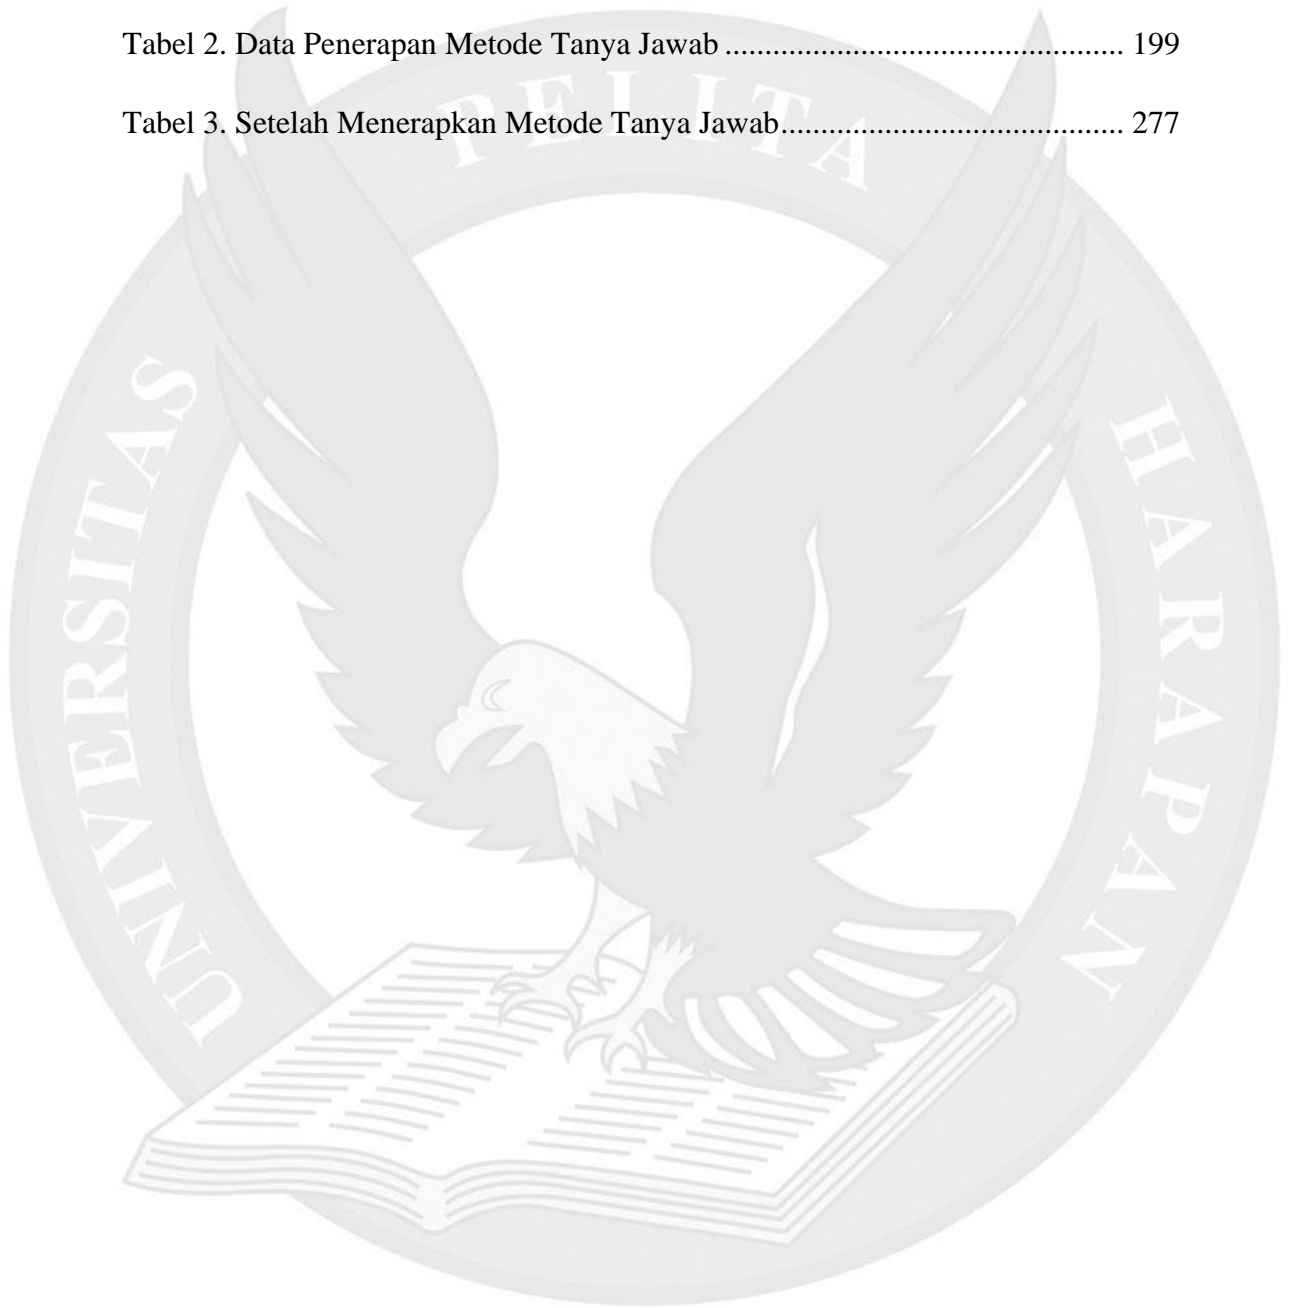 Tabel 2. Data Penerapan Metode Tanya Jawab ................................................. 199
Tabel 3. Setelah Menerapkan Metode Tanya Jawab.......................................... 277
UNIVERSITAS PELITA HARAPAN